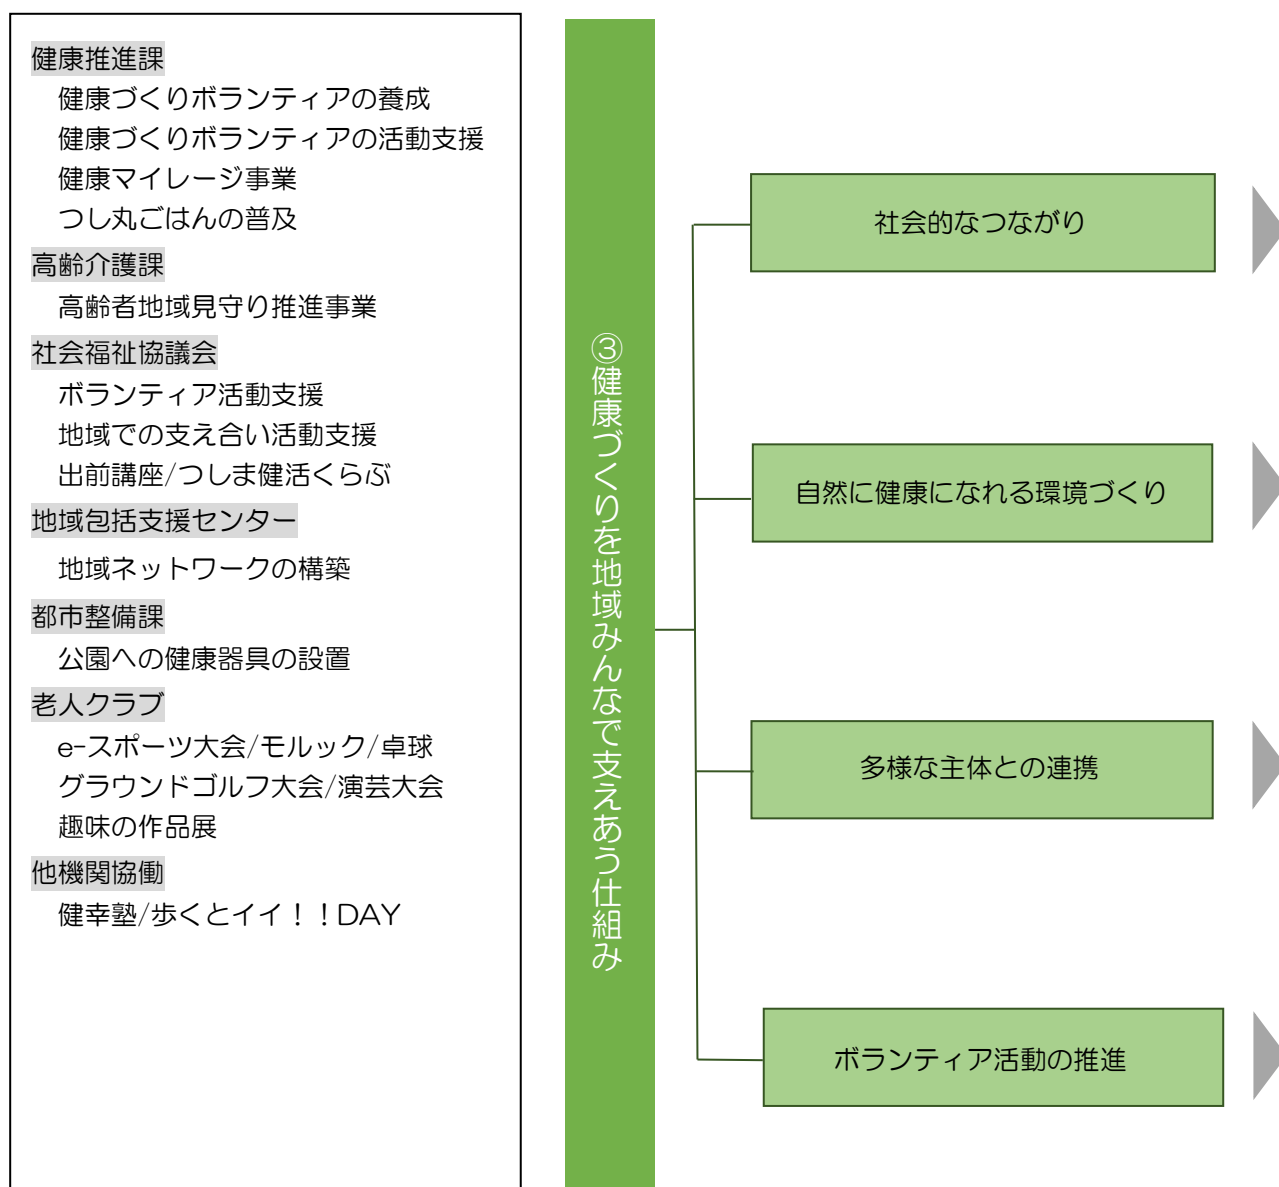 健康推進課
健康づくりボランティアの養成
健康づくりボランティアの活動支援
健康マイレージ事業
つし丸ごはんの普及
高齢介護課
高齢者地域見守り推進事業
社会福祉協議会
ボランティア活動支援
地域での支え合い活動支援
出前講座/つしま健活くらぶ
地域包括支援センター
地域ネットワークの構築
都市整備課
公園への健康器具の設置
老人クラブ
e-スポーツ大会/モルック/卓球
グラウンドゴルフ大会/演芸大会
趣味の作品展
他機関協働
健幸塾/歩くとイイ！！DAY
③健康づくりを地域みんなで支えあう仕組み
社会的なつながり
自然に健康になれる環境づくり
多様な主体との連携
ボランティア活動の推進